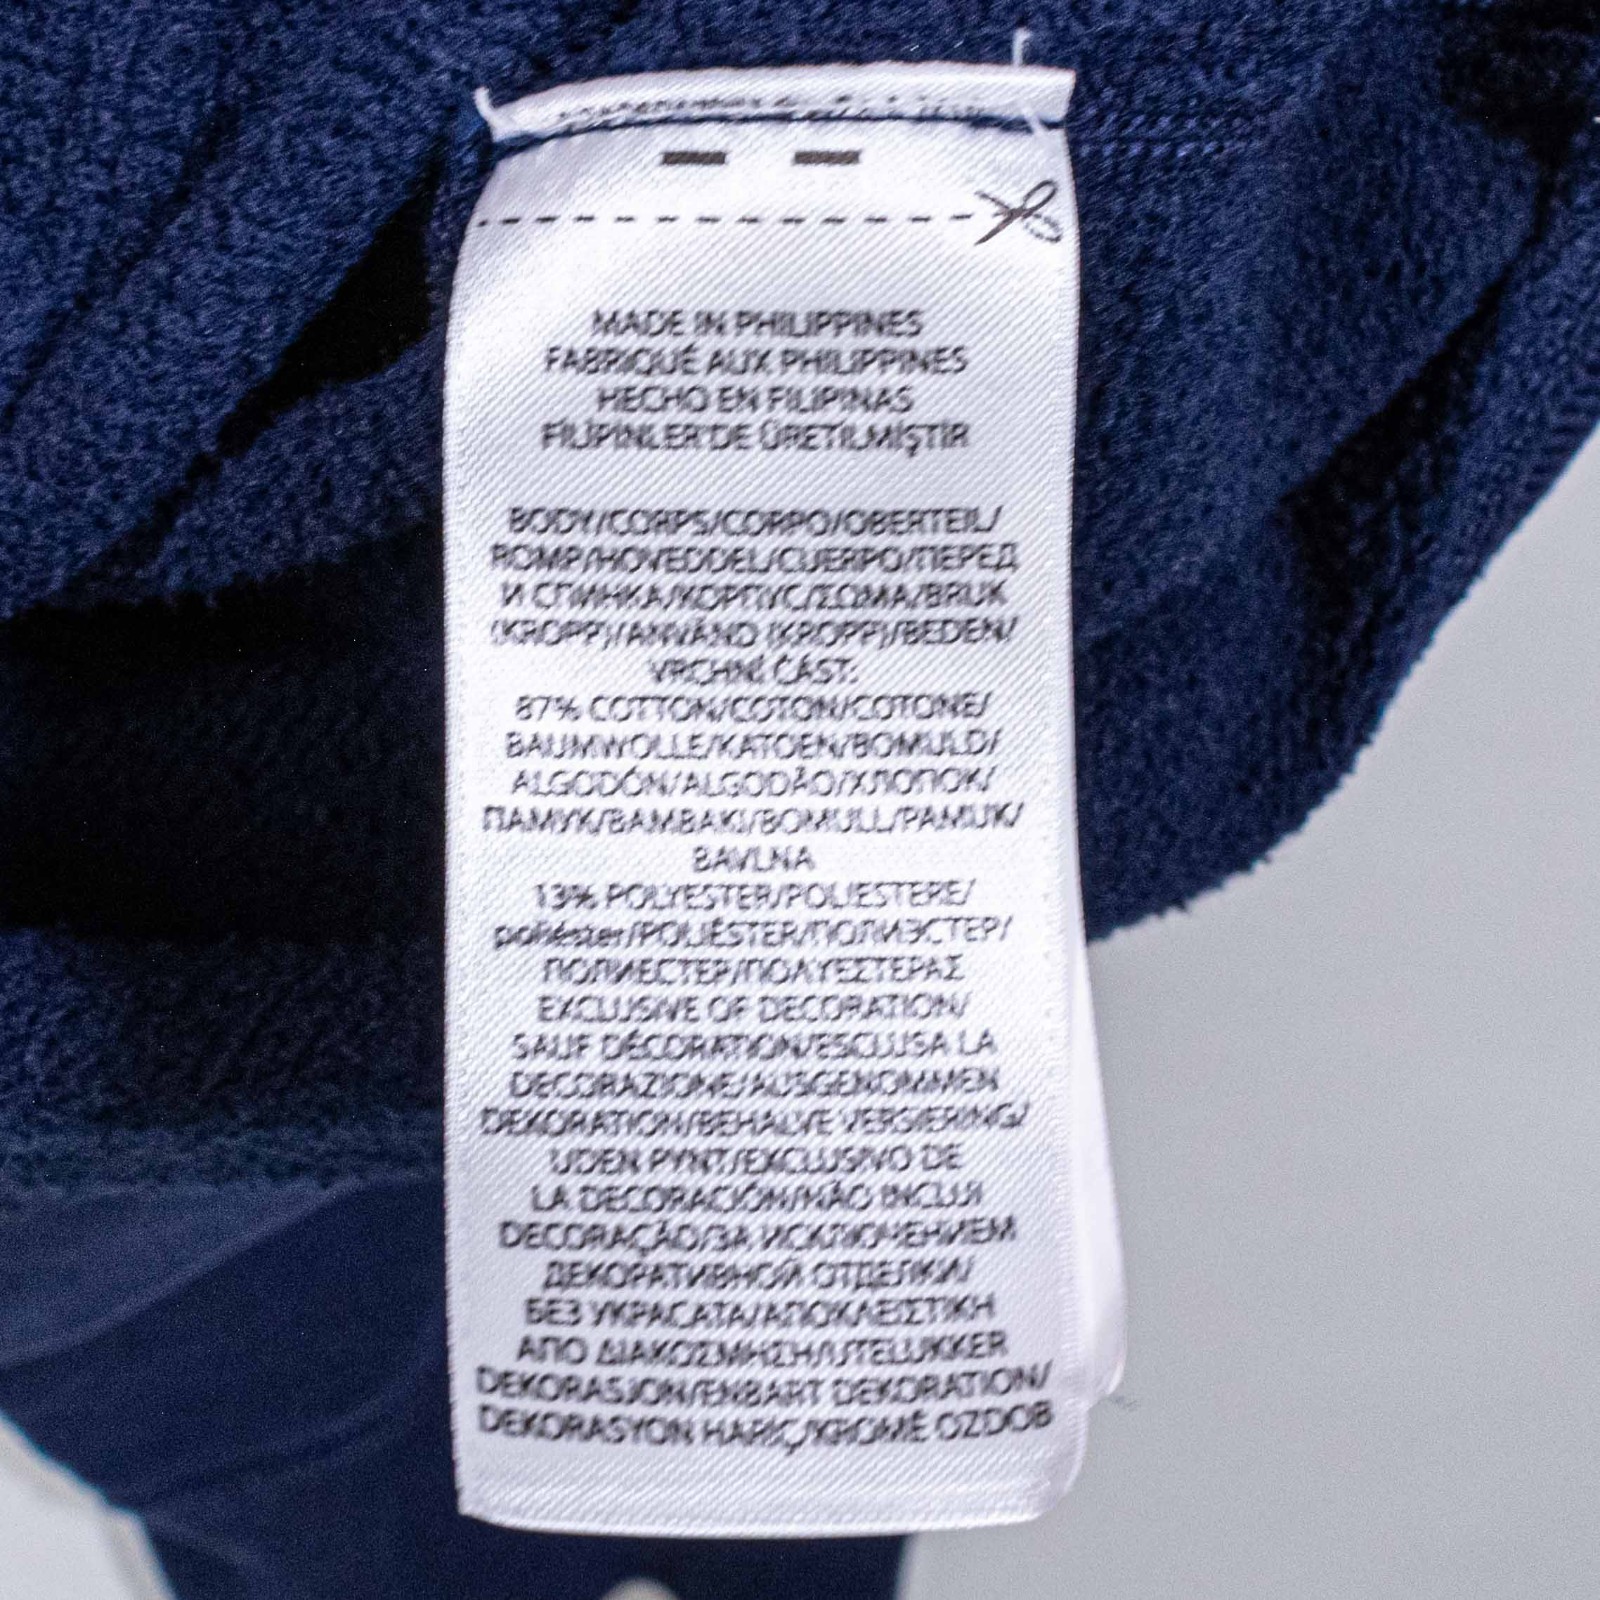 MADE IN PHILIPPINES
FABRIQUÉ AUX PHILIPPINES
HECHO EN FILIPINAS
FİLİPİNLER'DE ÜRETİLMİŞTİR
BODY/CORPS/CORPO/OBERTEIL/
ROMP/HOVEDDEL/CUERPO/ПЕРЕД
И СПИНКА/КОРПУС/ΣΩΜΑ/BRUK
(KROPP)/ANVÄND (KROPP)/BEDEN/
VRCHNÍ ČÁST:
87% COTTON/COTON/COTONE/
BAUMWOLLE/KATOEN/BOMULD/
ALGODÓN/ALGODÃO/ХЛОПОК/
ПАМУК/ΒΑΜΒΑΚΙ/BOMULL/PAMUK/
BAVLNA
13% POLYESTER/POLIESTERE/
poliéster/POLIÉSTER/ПОЛИЭСТЕР/
ПОЛИЕСТЕР/ΠΟΛΥΕΣΤΕΡΑΣ
EXCLUSIVE OF DECORATION/
SAUF DÉCORATION/ESCLUSA LA
DECORAZIONE/AUSGENOMMEN
DEKORATION/BEHALVE VERSIERING/
UDEN PYNT/EXCLUSIVO DE
LA DECORACIÓN/NÃO INCLUI
DECORAÇÃO/ЗА ИСКЛЮЧЕНИЕМ
ДЕКОРАТИВНОЙ ОТДЕЛКИ/
БЕЗ УКРАСАТА/ΑΠΟΚΛΕΙΣΤΙΚΗ
ΑΠΟ ΔΙΑΚΟΣΜΗΣΗ/UTELUKKER
DEKORASJON/ENBART DEKORATION/
DEKORASYON HARİÇ/KROMĚ OZDOB